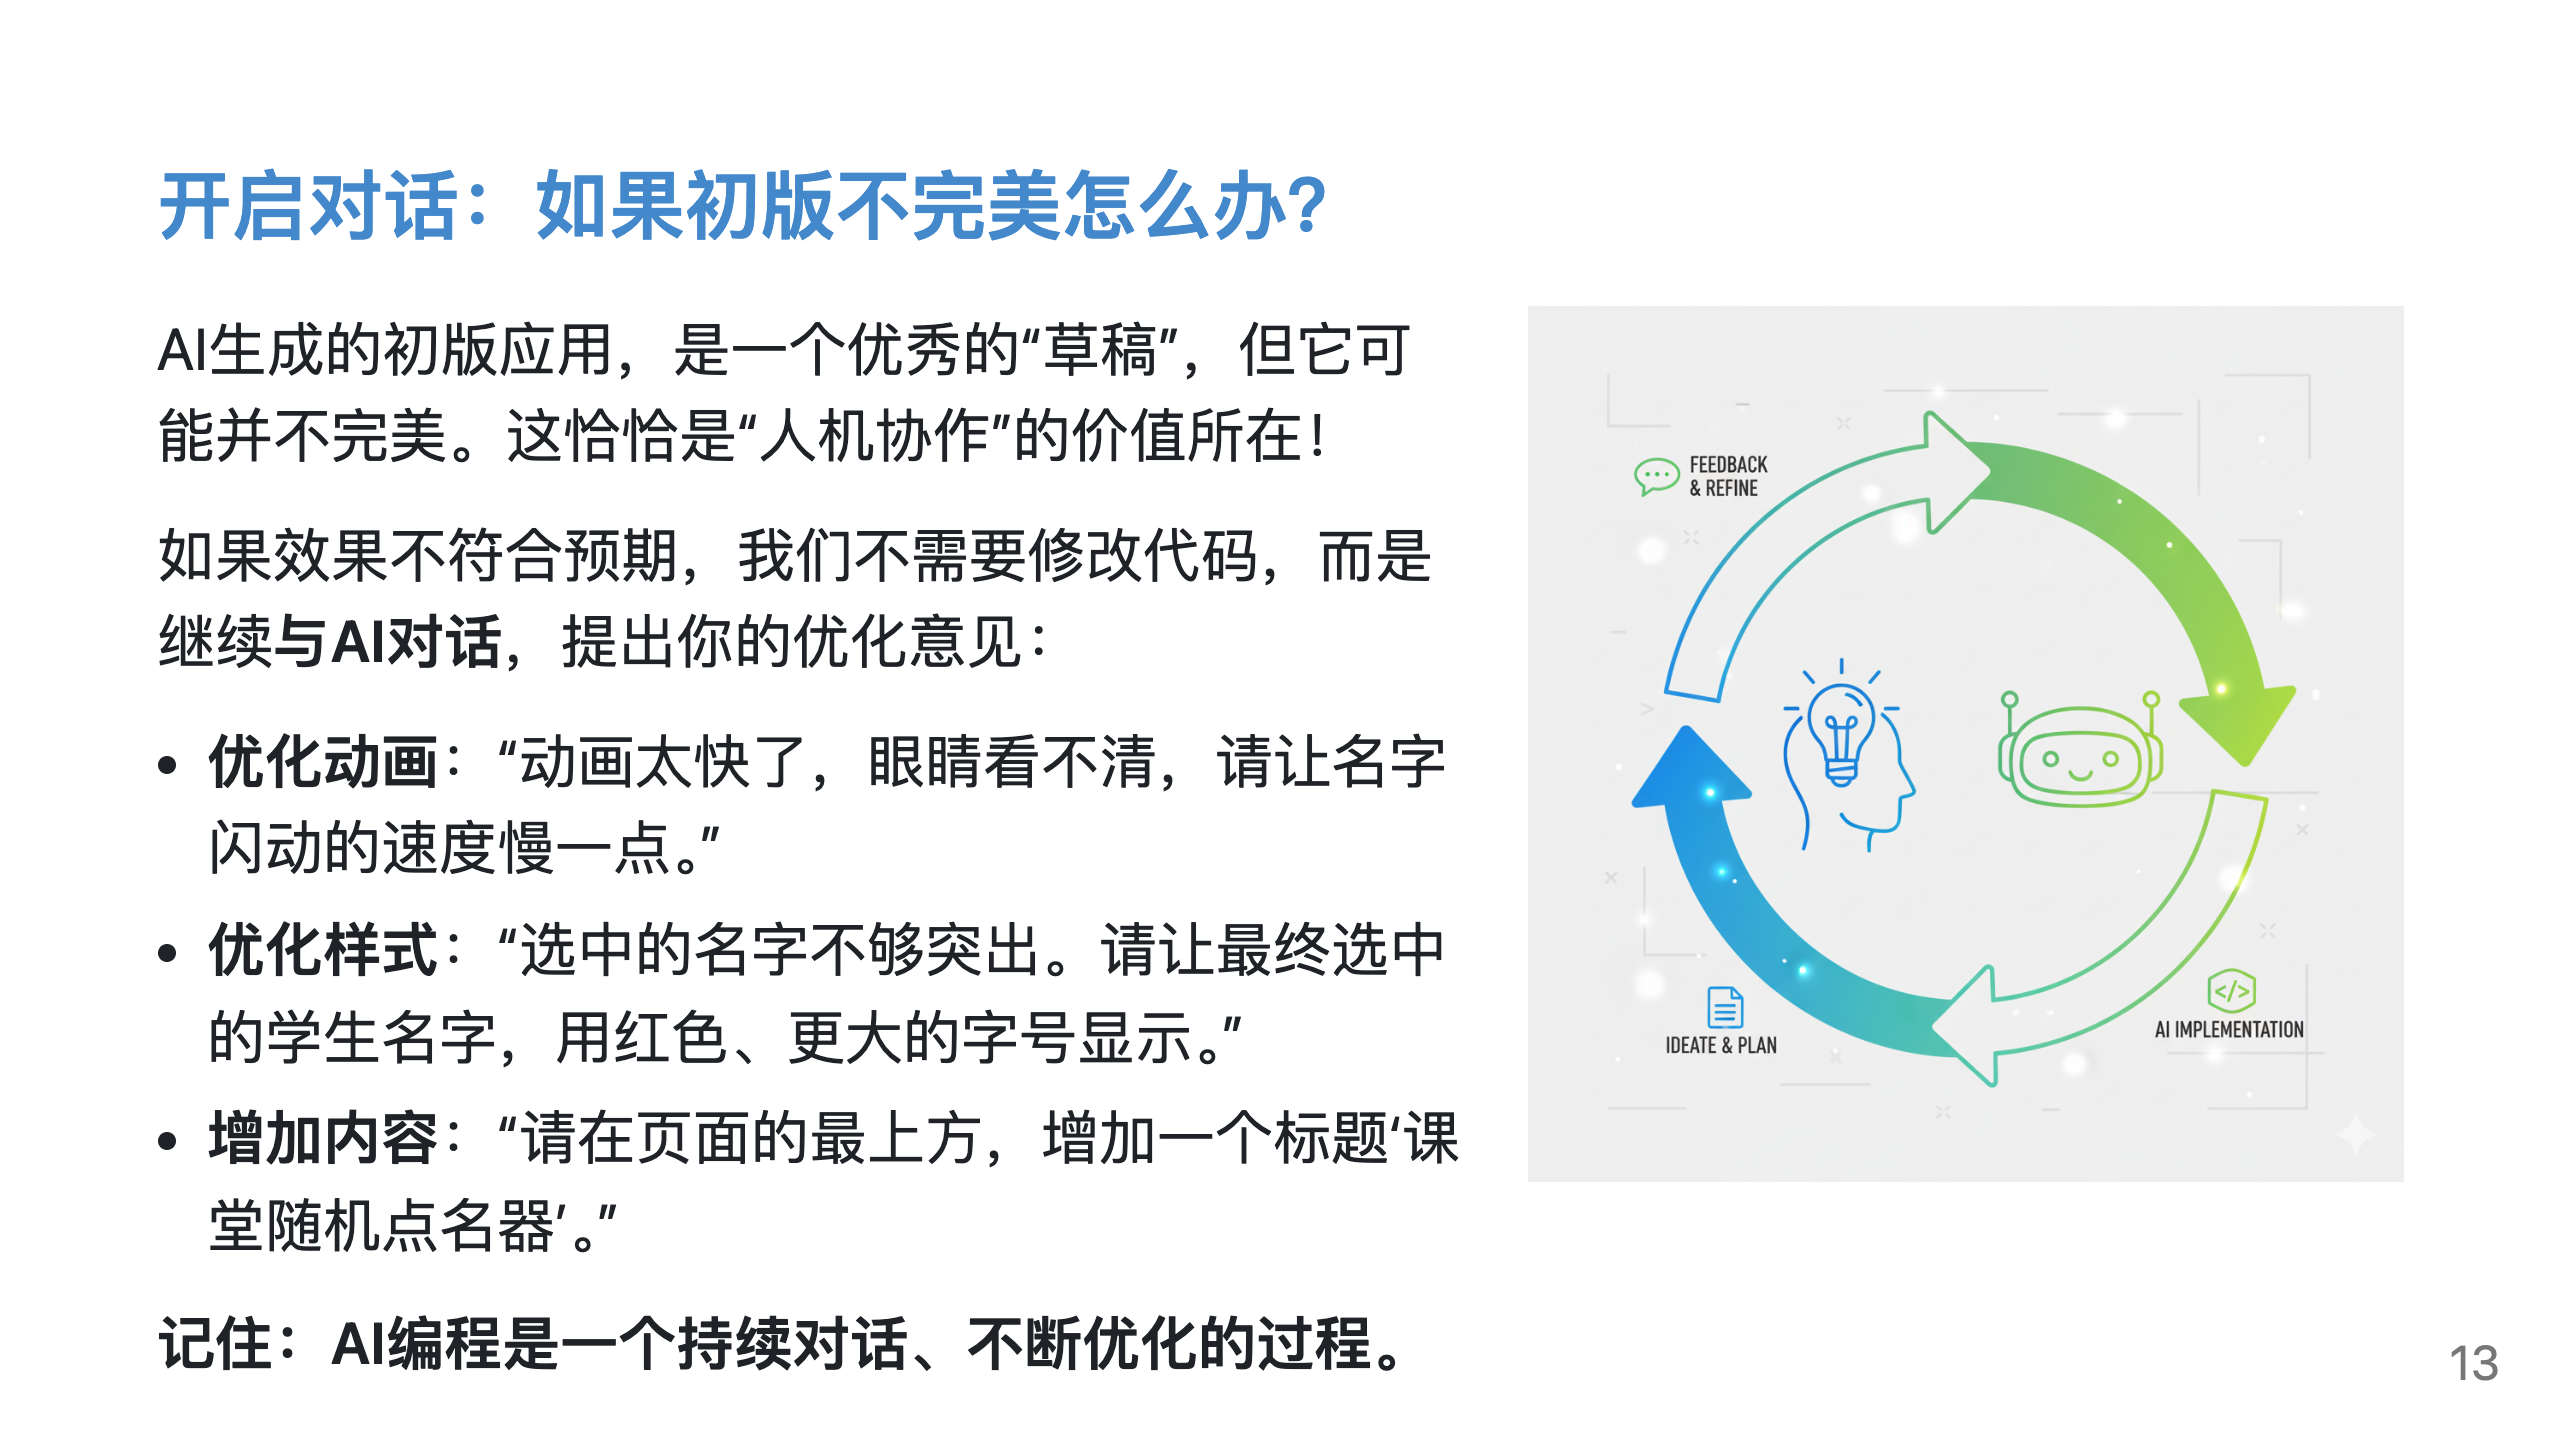 开启对话：如果初版不完美怎么办?
AI生成的初版应用，是一个优秀的“草稿”，但它可
能并不完美。这恰恰是“人机协作”的价值所在！
如果效果不符合预期，我们不需要修改代码，而是
继续与AI对话，提出你的优化意见：
• 优化动画：“动画太快了，眼睛看不清，请让名字
闪动的速度慢一点。”
• 优化样式：“选中的名字不够突出。请让最终选中
的学生名字，用红色、更大的字号显示。”
• 增加内容：“请在页面的最上方，增加一个标题‘课
堂随机点名器’。”
记住：AI编程是一个持续对话、不断优化的过程。
FEEDBACK
& REFINE
IDEATE & PLAN
</>
AI IMPLEMENTATION
13